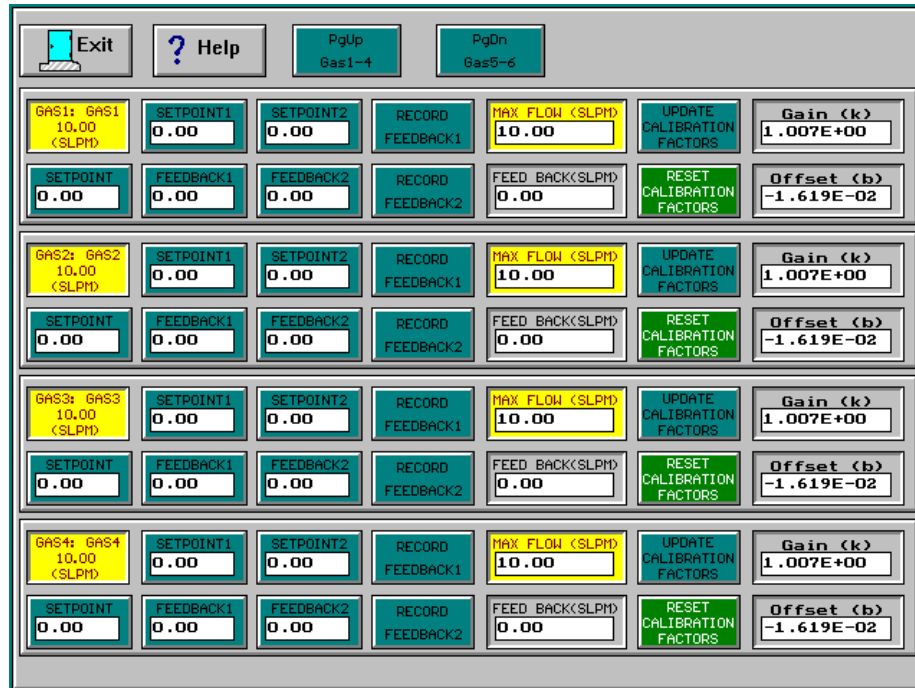 Exit
? Help
PgUp
Gas1-4
PgDn
Gas5-6
GAS1: GAS1
10.00
(SLPM)
SETPOINT1
0.00
SETPOINT2
0.00
RECORD
FEEDBACK1
MAX FLOW (SLPM)
10.00
UPDATE
CALIBRATION
FACTORS
Gain (k)
1.007E+00
SETPOINT
0.00
FEEDBACK1
0.00
FEEDBACK2
0.00
RECORD
FEEDBACK2
FEED BACK(SLPM)
0.00
RESET
CALIBRATION
FACTORS
Offset (b)
-1.619E-02
GAS2: GAS2
10.00
(SLPM)
SETPOINT1
0.00
SETPOINT2
0.00
RECORD
FEEDBACK1
MAX FLOW (SLPM)
10.00
UPDATE
CALIBRATION
FACTORS
Gain (k)
1.007E+00
SETPOINT
0.00
FEEDBACK1
0.00
FEEDBACK2
0.00
RECORD
FEEDBACK2
FEED BACK(SLPM)
0.00
RESET
CALIBRATION
FACTORS
Offset (b)
-1.619E-02
GAS3: GAS3
10.00
(SLPM)
SETPOINT1
0.00
SETPOINT2
0.00
RECORD
FEEDBACK1
MAX FLOW (SLPM)
10.00
UPDATE
CALIBRATION
FACTORS
Gain (k)
1.007E+00
SETPOINT
0.00
FEEDBACK1
0.00
FEEDBACK2
0.00
RECORD
FEEDBACK2
FEED BACK(SLPM)
0.00
RESET
CALIBRATION
FACTORS
Offset (b)
-1.619E-02
GAS4: GAS4
10.00
(SLPM)
SETPOINT1
0.00
SETPOINT2
0.00
RECORD
FEEDBACK1
MAX FLOW (SLPM)
10.00
UPDATE
CALIBRATION
FACTORS
Gain (k)
1.007E+00
SETPOINT
0.00
FEEDBACK1
0.00
FEEDBACK2
0.00
RECORD
FEEDBACK2
FEED BACK(SLPM)
0.00
RESET
CALIBRATION
FACTORS
Offset (b)
-1.619E-02